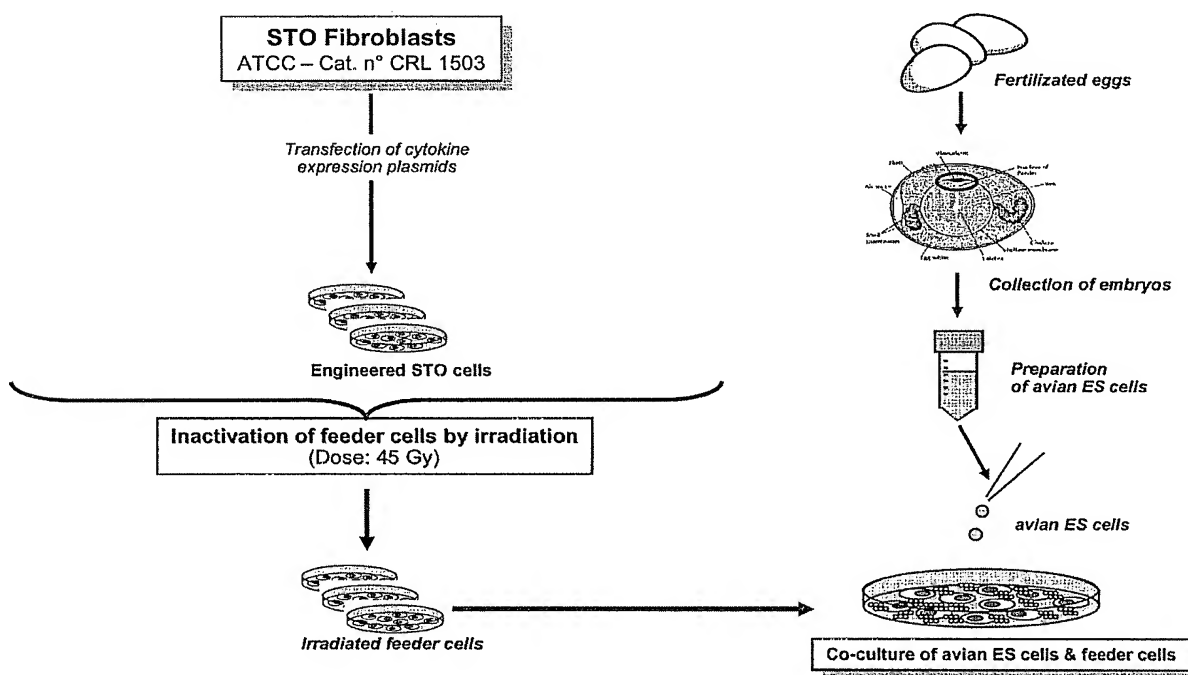 STO Fibroblasts
ATCC – Cat. n° CRL 1503
Transfection of cytokine
expression plasmids
Engineered STO cells
Inactivation of feeder cells by irradiation
(Dose: 45 Gy)
Irradiated feeder cells
Fertilizated eggs
Collection of embryos
Preparation
of avian ES cells
avian ES cells
Co-culture of avian ES cells & feeder cells